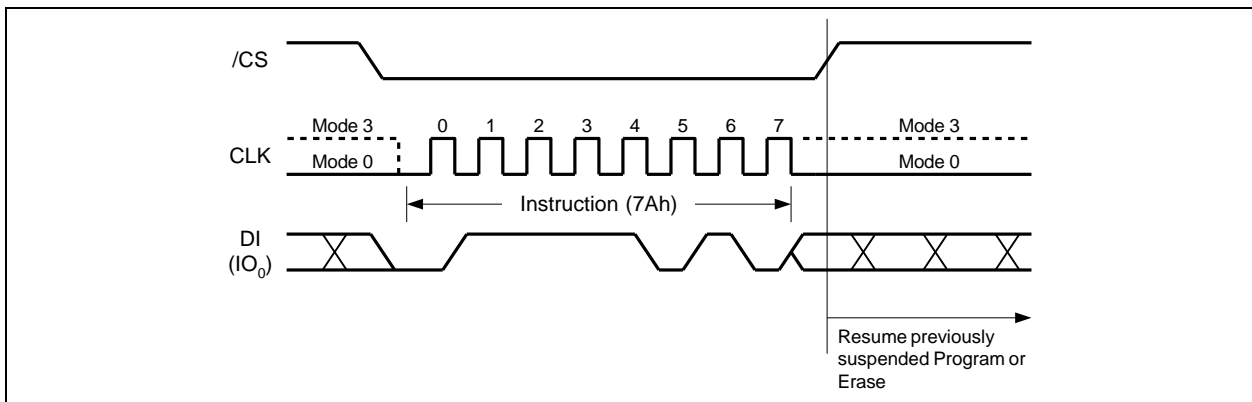 /CS
Mode 3 0 1 2 3 4 5 6 7 Mode 3
CLK
Mode 0 Mode 0
Instruction (7Ah)
DI
(IO0)
Resume previously
suspended Program or
Erase